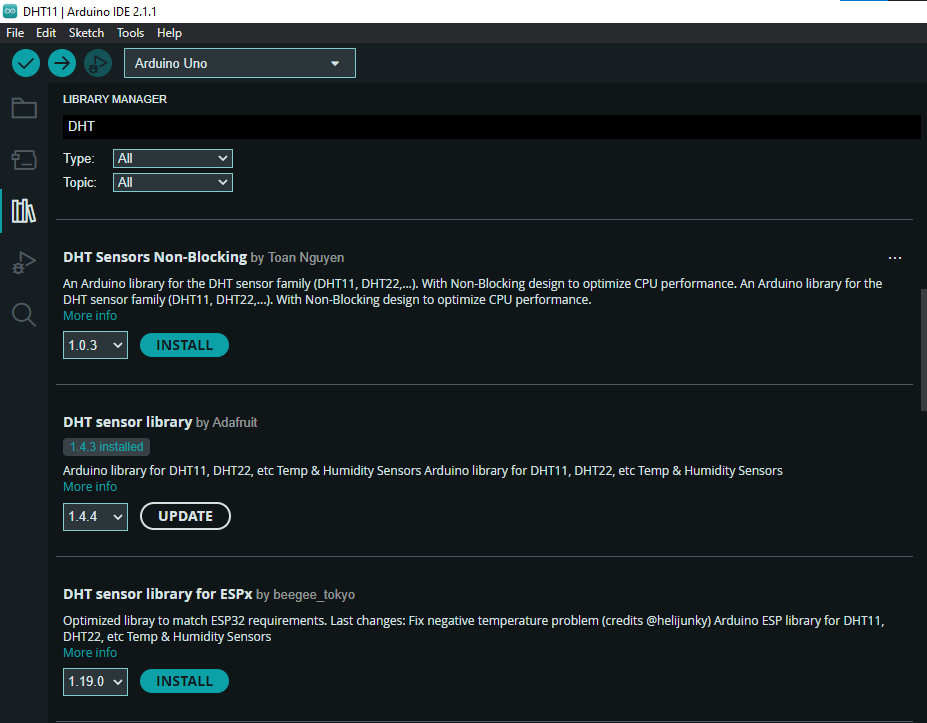 DHT11 | Arduino IDE 2.1.1
File Edit Sketch Tools Help
Arduino Uno
LIBRARY MANAGER
DHT
Type: All
Topic: All
DHT Sensors Non-Blocking by Toan Nguyen
An Arduino library for the DHT sensor family (DHT11, DHT22,...). With Non-Blocking design to optimize CPU performance. An Arduino library for the
DHT sensor family (DHT11, DHT22,...). With Non-Blocking design to optimize CPU performance.
More info
1.0.3 INSTALL
DHT sensor library by Adafruit
1.4.3 installed
Arduino library for DHT11, DHT22, etc Temp & Humidity Sensors Arduino library for DHT11, DHT22, etc Temp & Humidity Sensors
More info
1.4.4 UPDATE
DHT sensor library for ESPx by beegee_tokyo
Optimized libray to match ESP32 requirements. Last changes: Fix negative temperature problem (credits @helijunky) Arduino ESP library for DHT11,
DHT22, etc Temp & Humidity Sensors
More info
1.19.0 INSTALL